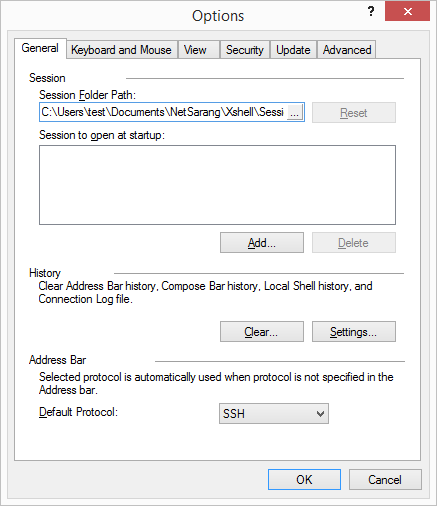 Options
?
General Keyboard and Mouse View Security Update Advanced
Session
Session Folder Path:
C:\Users\test\Documents\NetSarang\Xshell\Sessi ... Reset
Session to open at startup:
Add... Delete
History
Clear Address Bar history, Compose Bar history, Local Shell history, and
Connection Log file.
Clear... Settings...
Address Bar
Selected protocol is automatically used when protocol is not specified in the
Address bar.
Default Protocol: SSH
OK Cancel